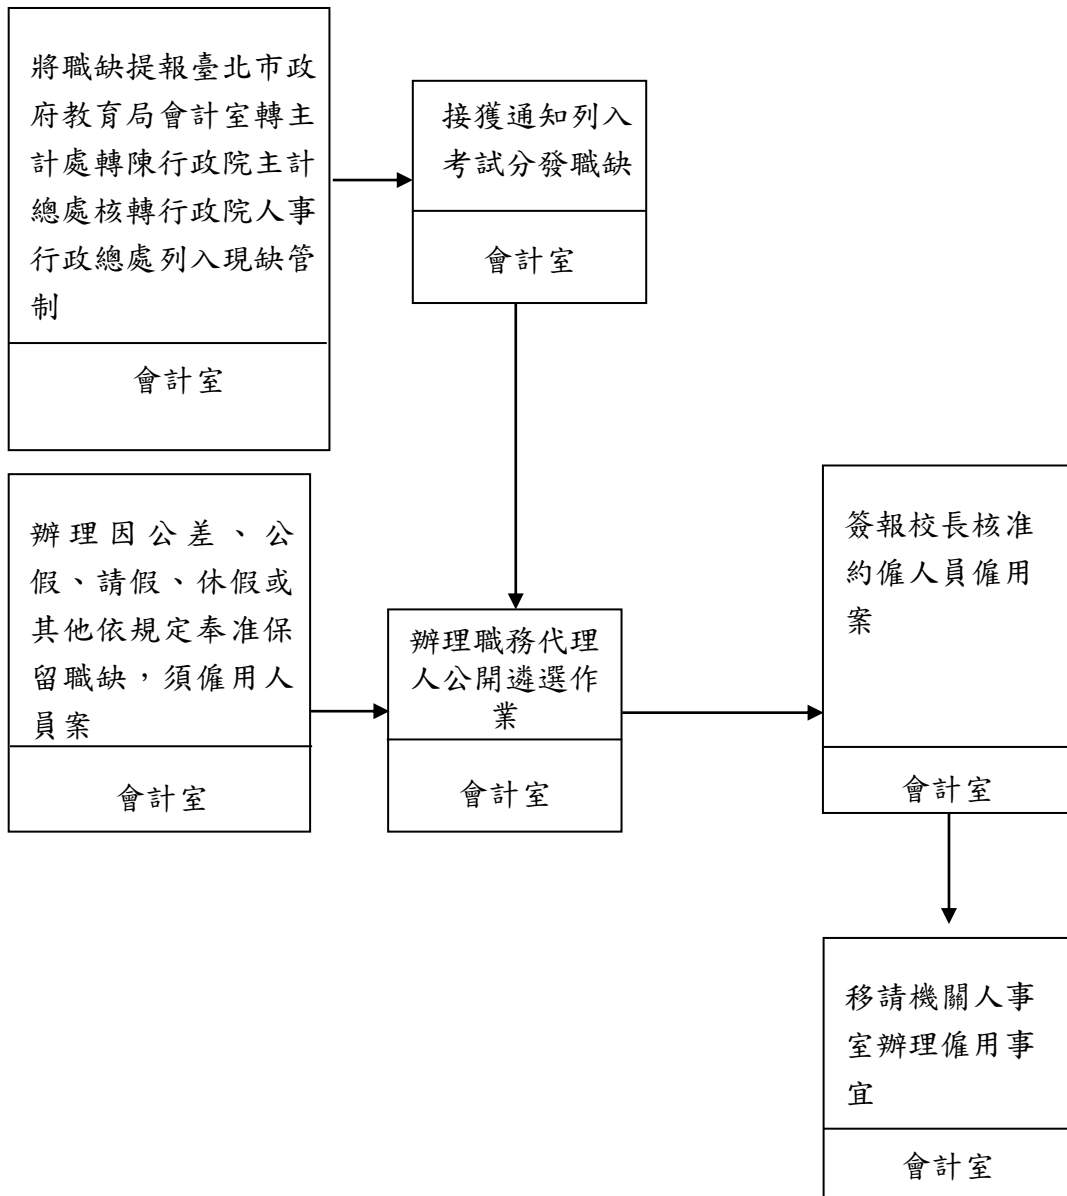 將職缺提報臺北市政
府教育局會計室轉主
計處轉陳行政院主計
總處核轉行政院人事
行政總處列入現缺管
制
會計室
接獲通知列入
考試分發職缺
會計室
辦理因公差、公
假、請假、休假或
其他依規定奉准保
留職缺，須僱用人
員案
會計室
辦理職務代理
人公開遴選作
業
會計室
簽報校長核准
約僱人員僱用
案
會計室
移請機關人事
室辦理僱用事
宜
會計室